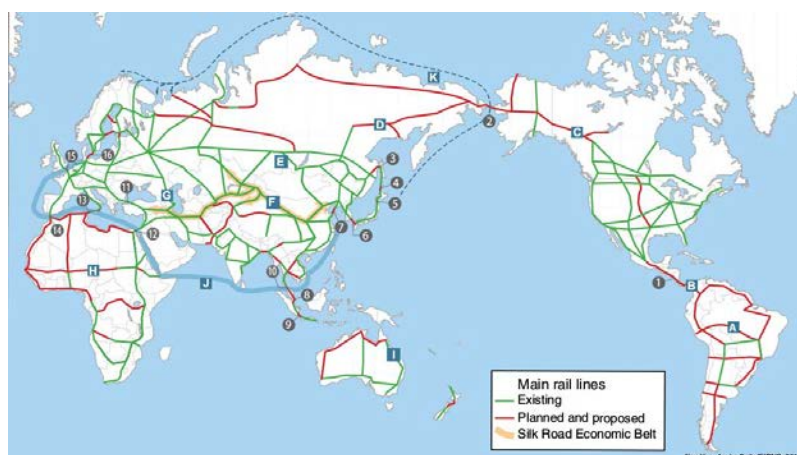 K
2
D
C
3
15
16
E
4
11
G
5
13
F
7
14
12
6
H
10
J
1
B
8
9
A
I
Main rail lines
Existing
Planned and proposed
Silk Road Economic Belt